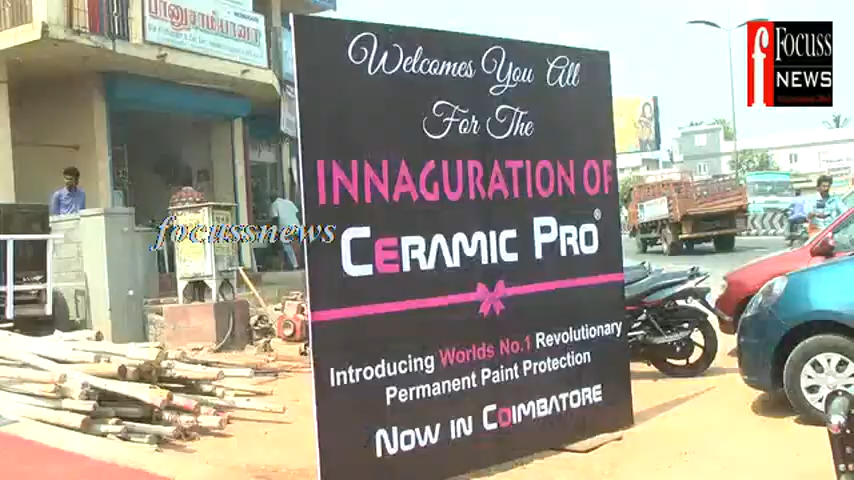 பானுராம்யாஸ்
Focuss
NEWS
Welcomes You All
For The
INNAGURATION OF
focussnews
CERAMIC PRO®
Introducing Worlds No.1 Revolutionary
Permanent Paint Protection
NOW IN COIMBATORE